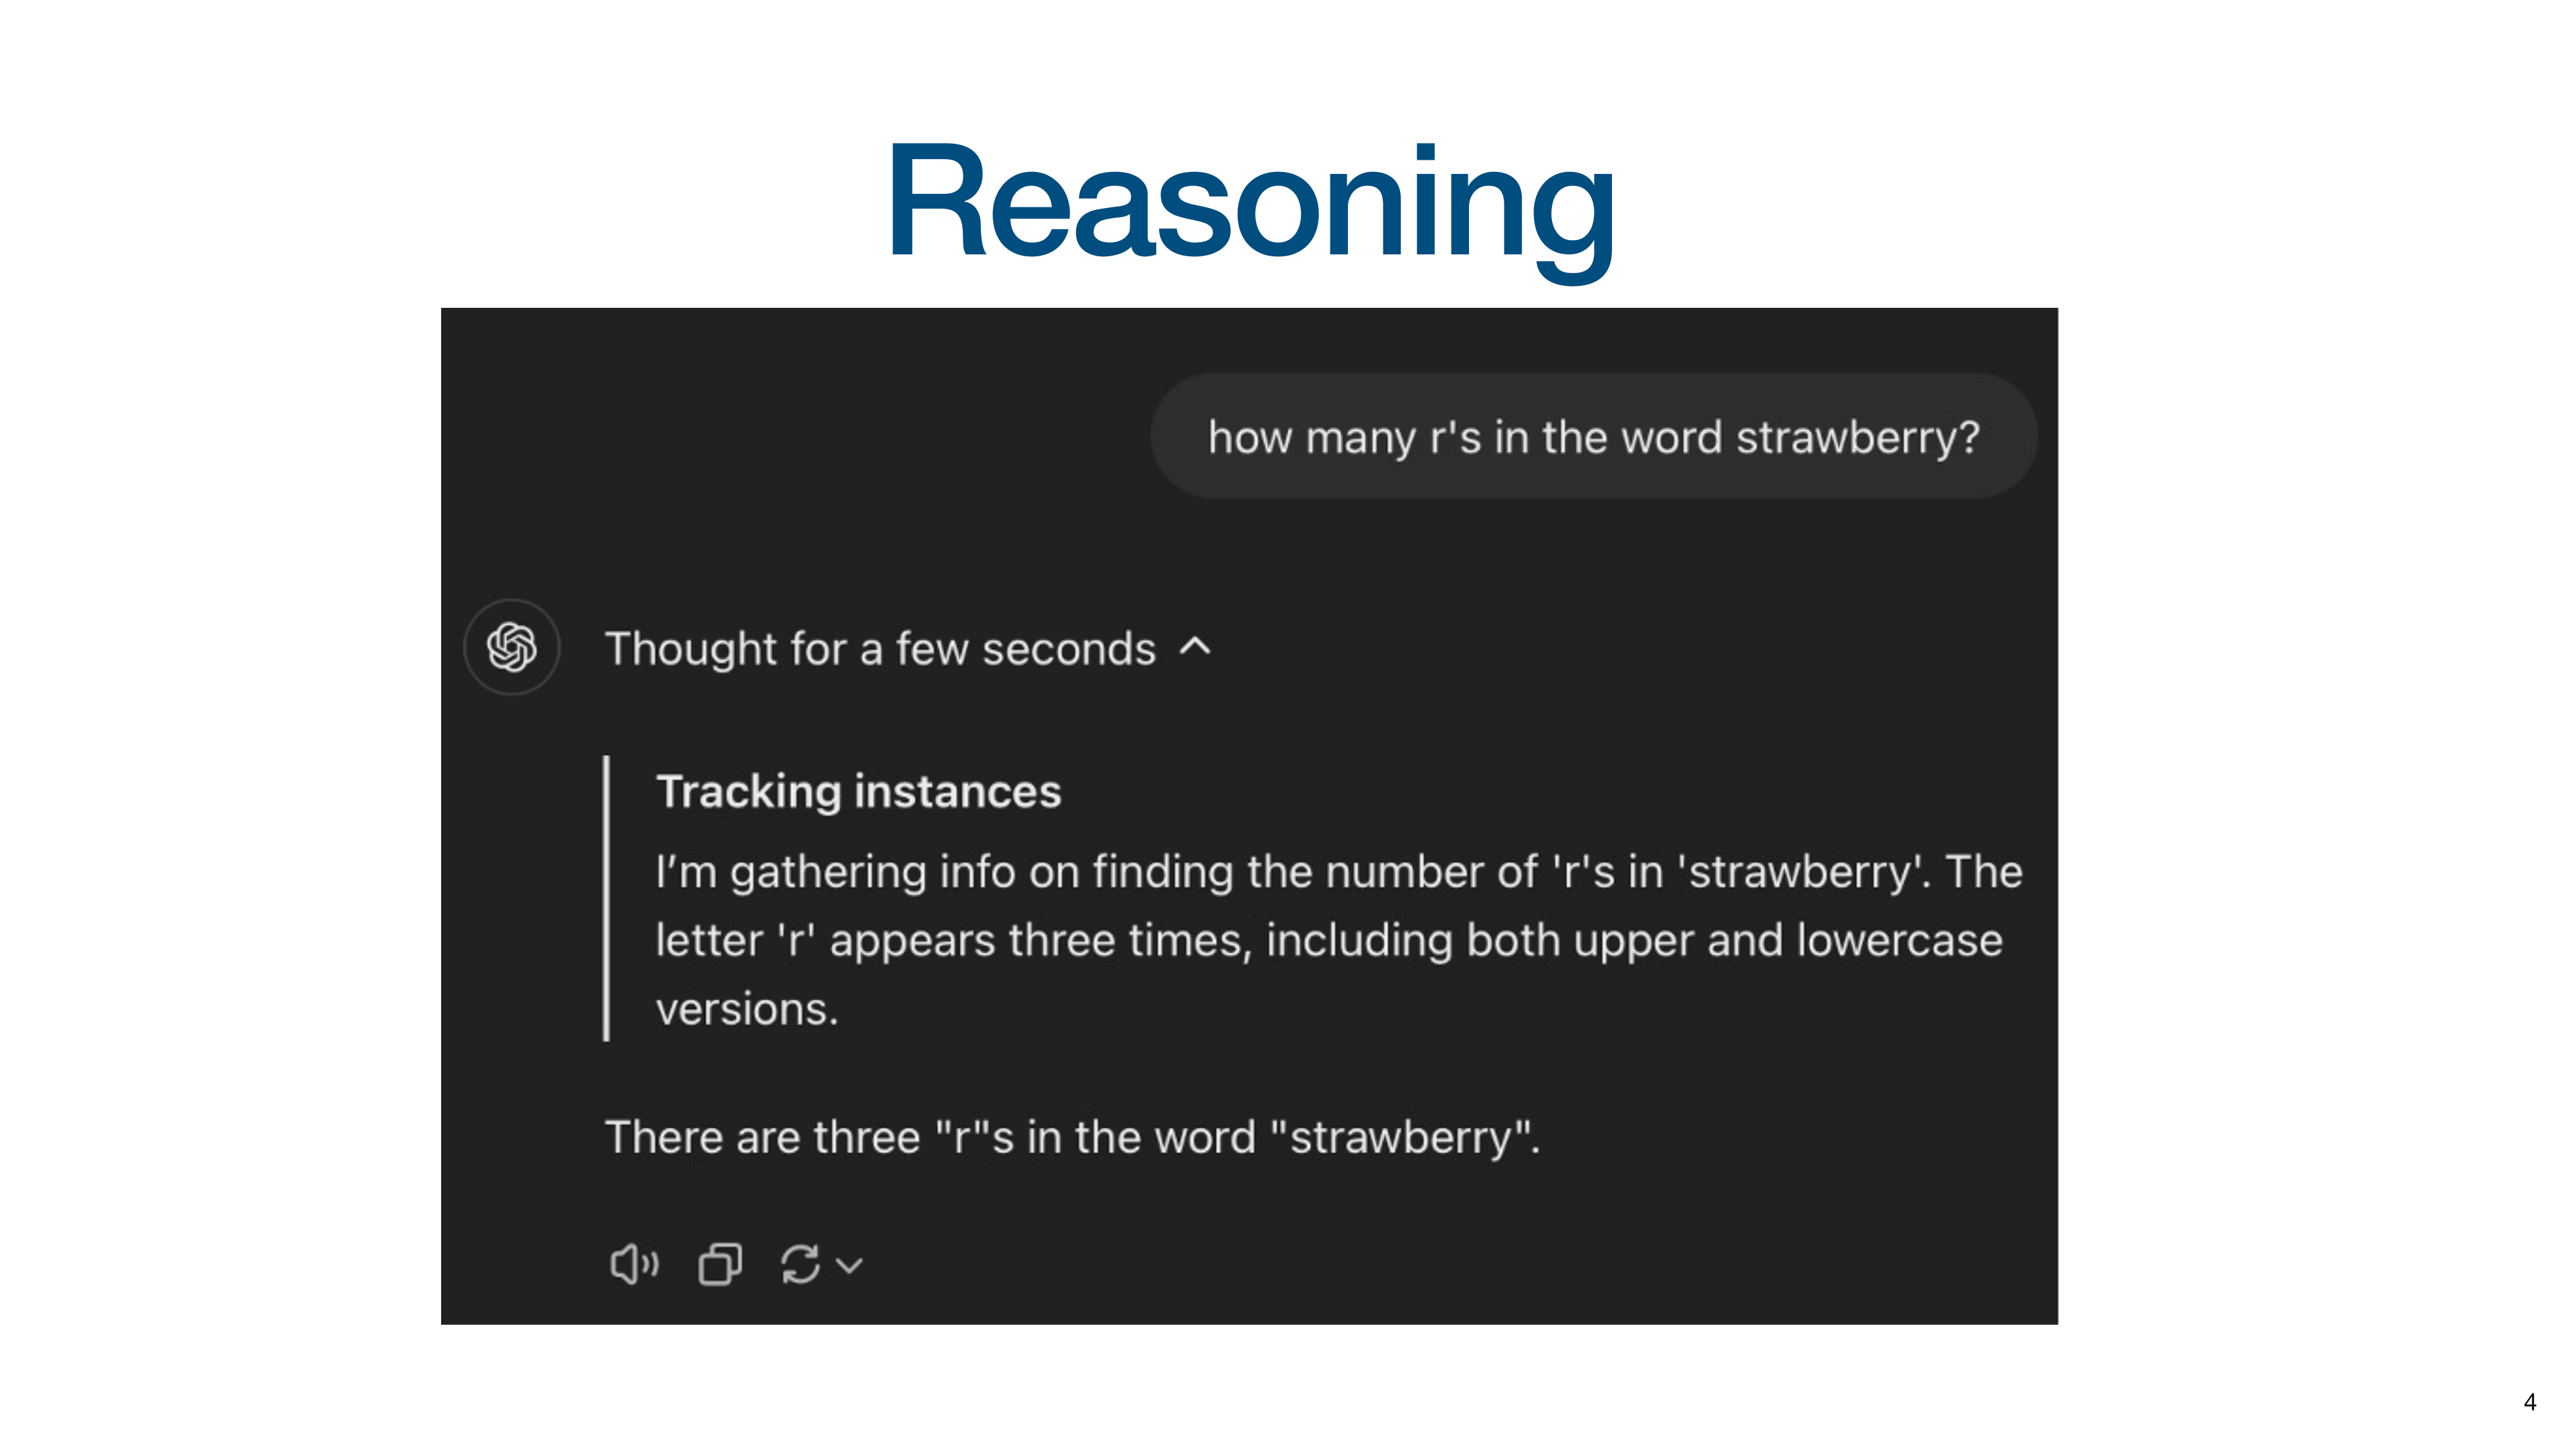 Reasoning
how many r's in the word strawberry?
Thought for a few seconds
Tracking instances
I’m gathering info on finding the number of 'r's in 'strawberry'. The
letter 'r' appears three times, including both upper and lowercase
versions.
There are three "r"s in the word "strawberry".
4